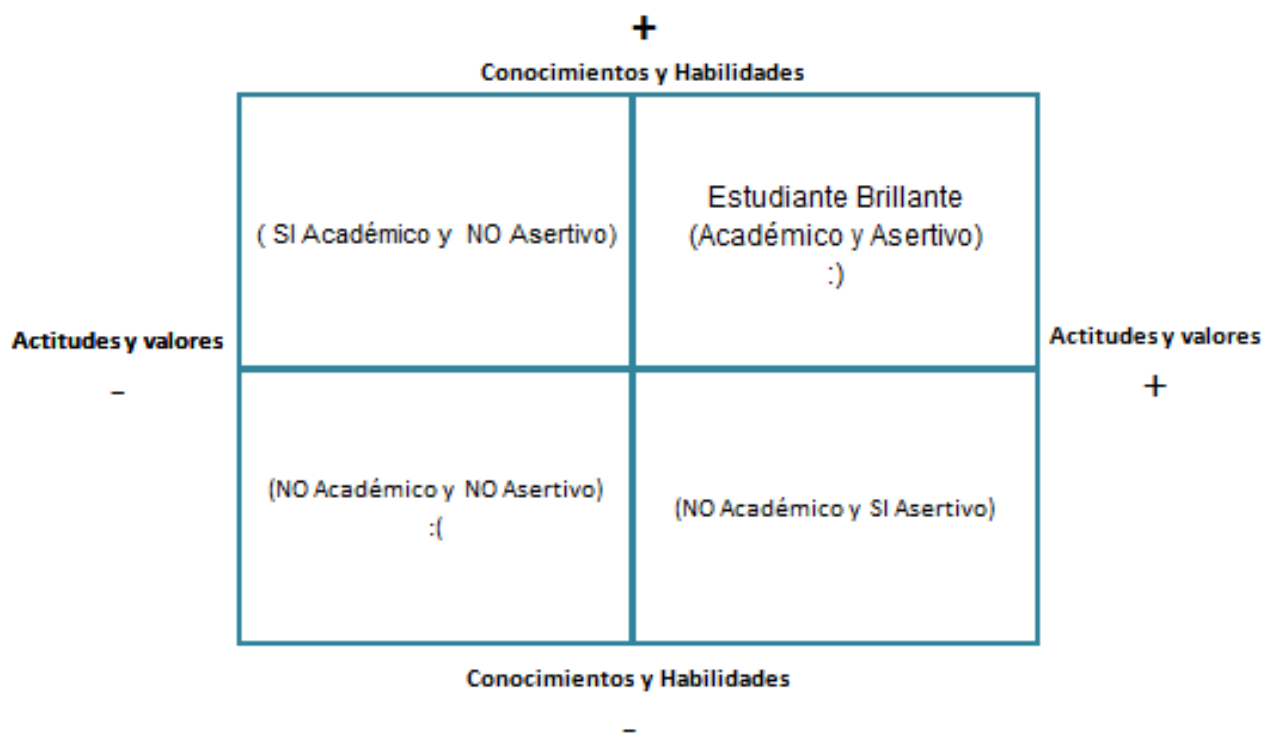 +
Conocimientos y Habilidades
( SI Académico y NO Asertivo)
Estudiante Brillante
(Académico y Asertivo)
:)
Actitudes y valores
-
Actitudes y valores
+
(NO Académico y NO Asertivo)
:(
(NO Académico y SI Asertivo)
Conocimientos y Habilidades
-